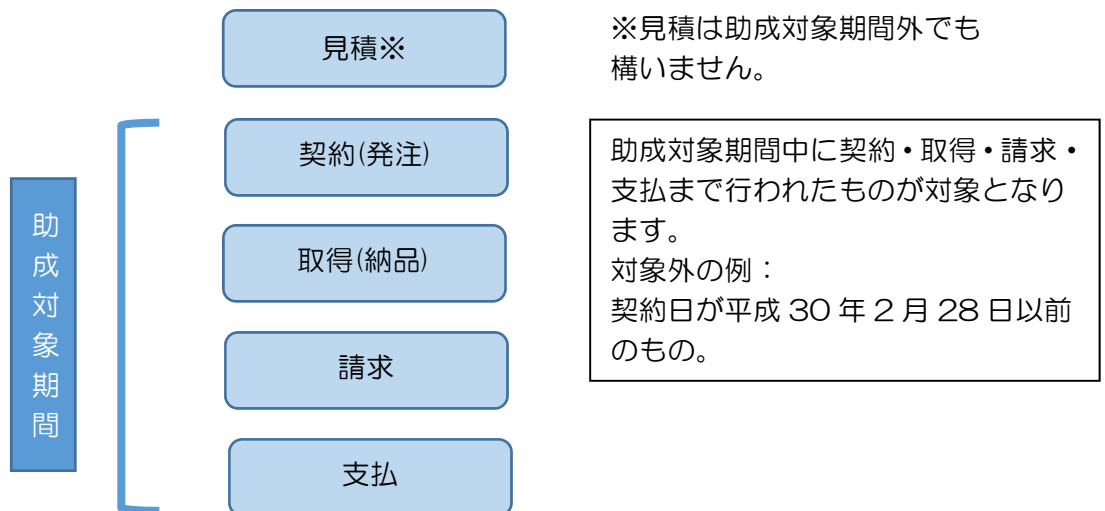 見積※
※見積は助成対象期間外でも
構いません。
助成対象期間
契約(発注)
取得(納品)
請求
支払
助成対象期間中に契約・取得・請求・
支払まで行われたものが対象となり
ます。
対象外の例：
契約日が平成 30 年 2 月 28 日以前
のもの。